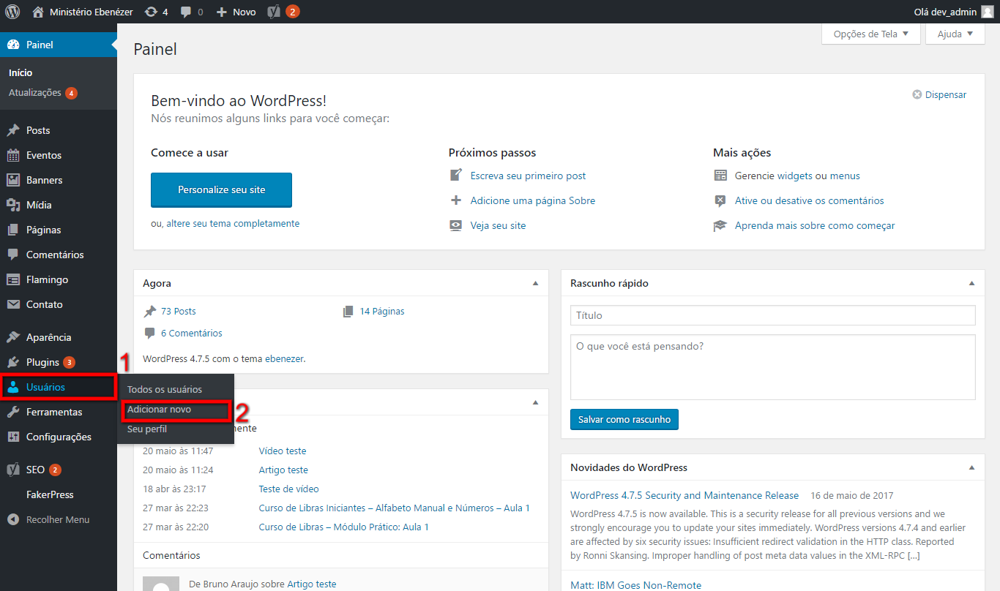 Ministério Ebenézer 4 0 Novo 2 Olá dev_admin
Painel
Início
Atualizações 4
Posts
Eventos
Banners
Mídia
Páginas
Comentários
Flamingo
Contato
Aparência
Plugins 3
1
Usuários
Todos os usuários
Adicionar novo
2
Seu perfil
Ferramentas
Configurações
SEO 2
FakerPress
Recolher Menu
Opções de Tela
Ajuda
Painel
Bem-vindo ao WordPress!
Dispensar
Nós reunimos alguns links para você começar:
Comece a usar
Personalize seu site
ou, altere seu tema completamente
Próximos passos
Escreva seu primeiro post
Adicione uma página Sobre
Veja seu site
Mais ações
Gerencie widgets ou menus
Ative ou desative os comentários
Aprenda mais sobre como começar
Agora
73 Posts
14 Páginas
6 Comentários
WordPress 4.7.5 com o tema ebenezer.
mente
20 maio às 11:47 Vídeo teste
20 maio às 11:24 Artigo teste
18 abr às 23:17 Teste de vídeo
27 mar às 22:23 Curso de Libras Iniciantes – Alfabeto Manual e Números – Aula 1
27 mar às 22:20 Curso de Libras – Módulo Prático: Aula 1
Comentários
De Bruno Araujo sobre Artigo teste
Rascunho rápido
Título
O que você está pensando?
Salvar como rascunho
Novidades do WordPress
WordPress 4.7.5 Security and Maintenance Release 16 de maio de 2017
WordPress 4.7.5 is now available. This is a security release for all previous versions and we
strongly encourage you to update your sites immediately. WordPress versions 4.7.4 and earlier
are affected by six security issues: Insufficient redirect validation in the HTTP class. Reported
by Ronni Skansing. Improper handling of post meta data values in the XML-RPC […]
Matt: IBM Goes Non-Remote